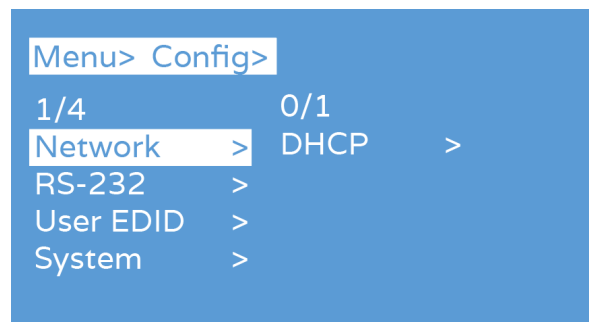 Menu> Config>
1/4 0/1
Network > DHCP >
RS-232 >
User EDID >
System >